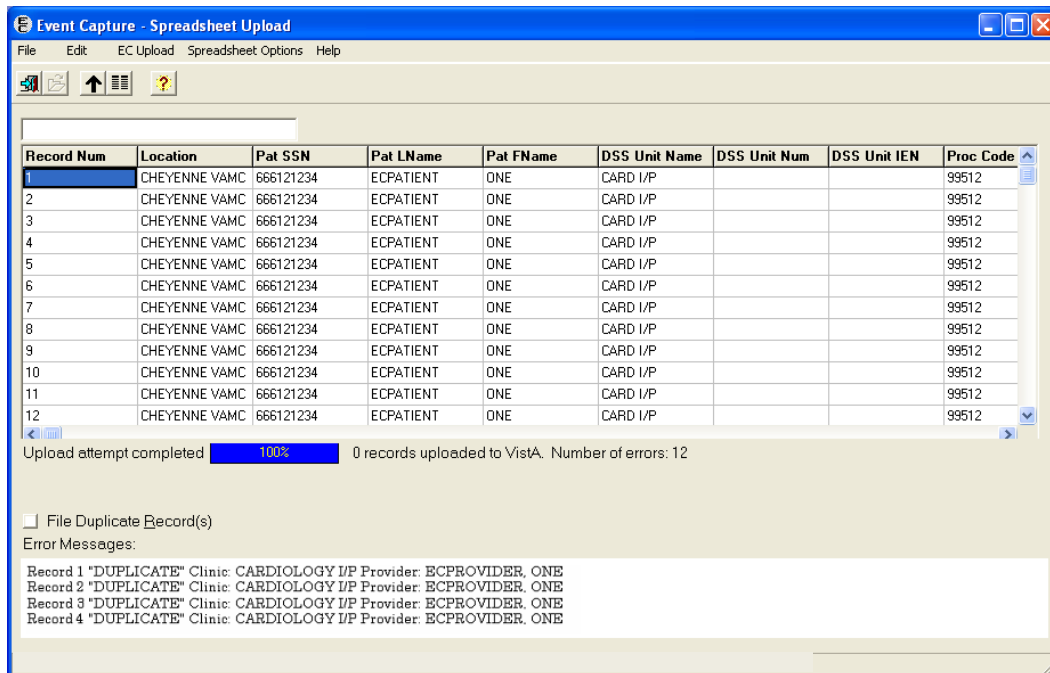 Event Capture - Spreadsheet Upload
File Edit EC Upload Spreadsheet Options Help
Record Num Location Pat SSN Pat LName Pat FName DSS Unit Name DSS Unit Num DSS Unit IEN Proc Code
1 CHEYENNE VAMC 666121234 ECPATIENT ONE CARD I/P 99512
2 CHEYENNE VAMC 666121234 ECPATIENT ONE CARD I/P 99512
3 CHEYENNE VAMC 666121234 ECPATIENT ONE CARD I/P 99512
4 CHEYENNE VAMC 666121234 ECPATIENT ONE CARD I/P 99512
5 CHEYENNE VAMC 666121234 ECPATIENT ONE CARD I/P 99512
6 CHEYENNE VAMC 666121234 ECPATIENT ONE CARD I/P 99512
7 CHEYENNE VAMC 666121234 ECPATIENT ONE CARD I/P 99512
8 CHEYENNE VAMC 666121234 ECPATIENT ONE CARD I/P 99512
9 CHEYENNE VAMC 666121234 ECPATIENT ONE CARD I/P 99512
10 CHEYENNE VAMC 666121234 ECPATIENT ONE CARD I/P 99512
11 CHEYENNE VAMC 666121234 ECPATIENT ONE CARD I/P 99512
12 CHEYENNE VAMC 666121234 ECPATIENT ONE CARD I/P 99512
Upload attempt completed 100% 0 records uploaded to VistA. Number of errors: 12
File Duplicate Record(s)
Error Messages:
Record 1 "DUPLICATE" Clinic: CARDIOLOGY I/P Provider: ECPROVIDER, ONE
Record 2 "DUPLICATE" Clinic: CARDIOLOGY I/P Provider: ECPROVIDER, ONE
Record 3 "DUPLICATE" Clinic: CARDIOLOGY I/P Provider: ECPROVIDER, ONE
Record 4 "DUPLICATE" Clinic: CARDIOLOGY I/P Provider: ECPROVIDER, ONE